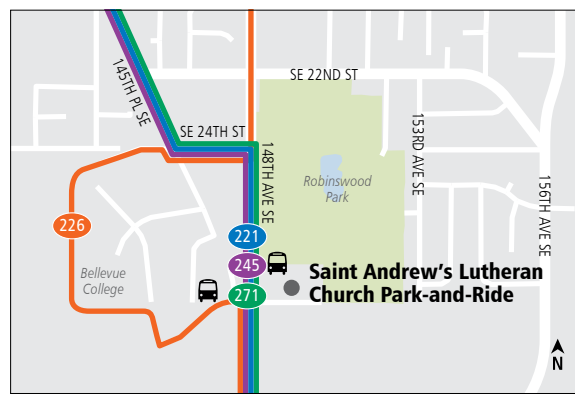 SE 22ND ST
145TH PL SE
SE 24TH ST
148TH AVE SE
153RD AVE SE
156TH AVE SE
Robinswood
Park
226
221
245
271
Bellevue
College
Saint Andrew's Lutheran
Church Park-and-Ride
N